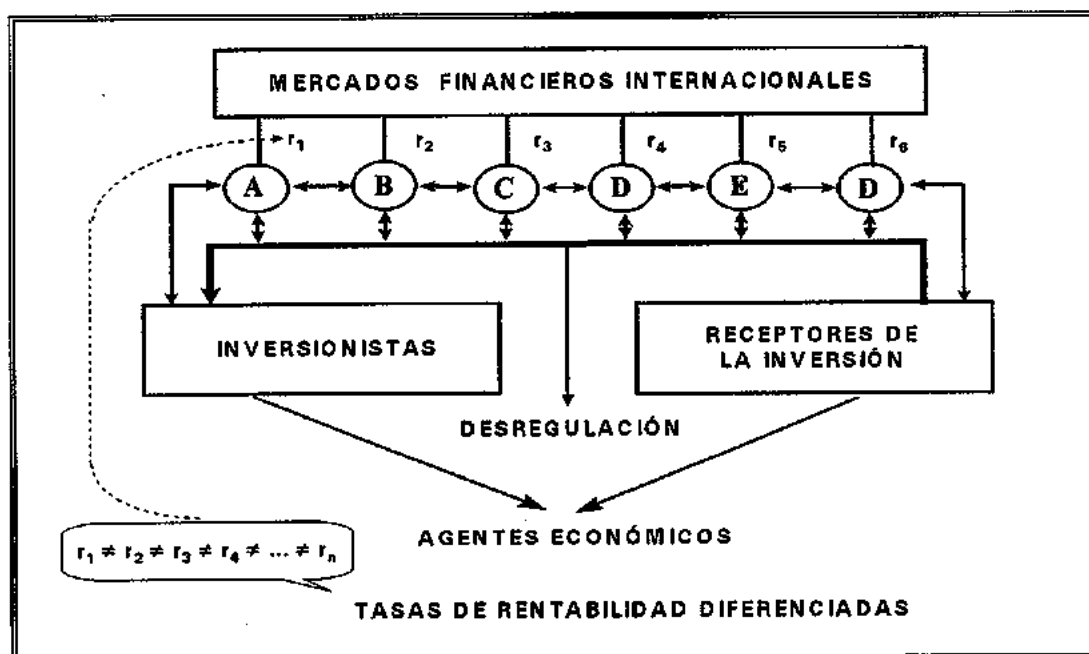 MERCADOS FINANCIEROS INTERNACIONALES
r₁ r₂ r₃ r₄ r₅ r₆
A B C D E D
INVERSIONISTAS
RECEPTORES DE
LA INVERSIÓN
DESREGULACIÓN
AGENTES ECONÓMICOS
r₁ ≠ r₂ ≠ r₃ ≠ r₄ ≠ ... ≠ rₙ
TASAS DE RENTABILIDAD DIFERENCIADAS